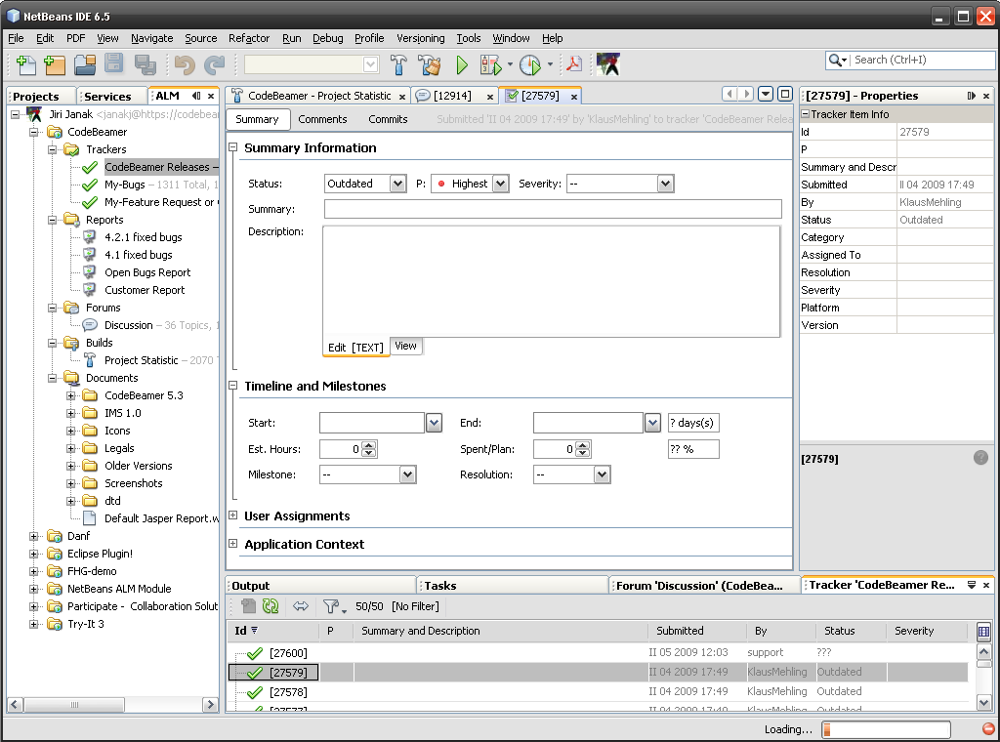 NetBeans IDE 6.5
File Edit PDF View Navigate Source Refactor Run Debug Profile Versioning Tools Window Help
Search (Ctrl+I)
Projects Services ALM
Jiri Janak <janakj@https://codebea
CodeBeamer
Trackers
CodeBeamer Releases –
My-Bugs – 1311 Total, 1
My-Feature Request or
Reports
4.2.1 fixed bugs
4.1 fixed bugs
Open Bugs Report
Customer Report
Forums
Discussion – 36 Topics, 1
Builds
Project Statistic – 2070
Documents
CodeBeamer 5.3
IMS 1.0
Icons
Legals
Older Versions
Screenshots
dtd
Default Jasper Report.w
Danf
Eclipse Plugin!
FHG-demo
NetBeans ALM Module
Participate - Collaboration Solut
Try-It 3
CodeBeamer - Project Statistic [12914] [27579]
Summary Comments Commits Submitted 'II 04 2009 17:49' by 'KlausMehling' to tracker 'CodeBeamer Relea
Summary Information
Status: Outdated P: Highest Severity: --
Summary:
Description:
Edit [TEXT] View
Timeline and Milestones
Start: End: ? days(s)
Est. Hours: 0 Spent/Plan: 0 ?? %
Milestone: -- Resolution: --
User Assignments
Application Context
[27579] - Properties
Tracker Item Info
Id 27579
P
Summary and Descr
Submitted II 04 2009 17:49
By KlausMehling
Status Outdated
Category
Assigned To
Resolution
Severity
Platform
Version
[27579] ?
Output Tasks Forum 'Discussion' (CodeBea... Tracker 'CodeBeamer Re...
50/50 [No Filter]
Id P Summary and Description Submitted By Status Severity
[27600] II 05 2009 12:03 support ???
[27579] II 04 2009 17:49 KlausMehling Outdated
[27578] II 04 2009 17:49 KlausMehling Outdated
[27577] II 04 2009 17:49 KlausMehling Outdated
Loading...